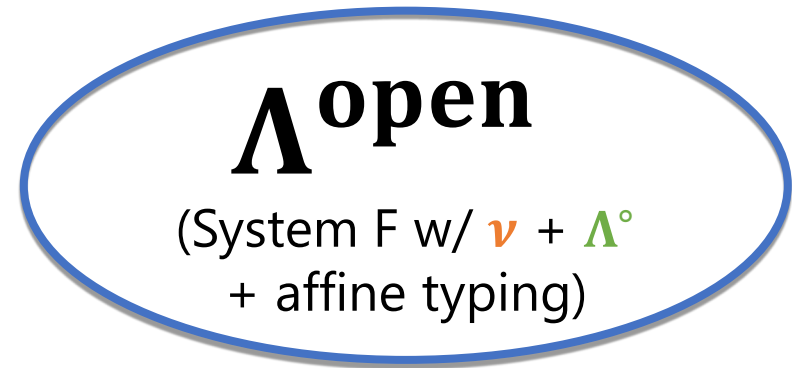 Λ^open
(System F w/ ν + Λ°
+ affine typing)